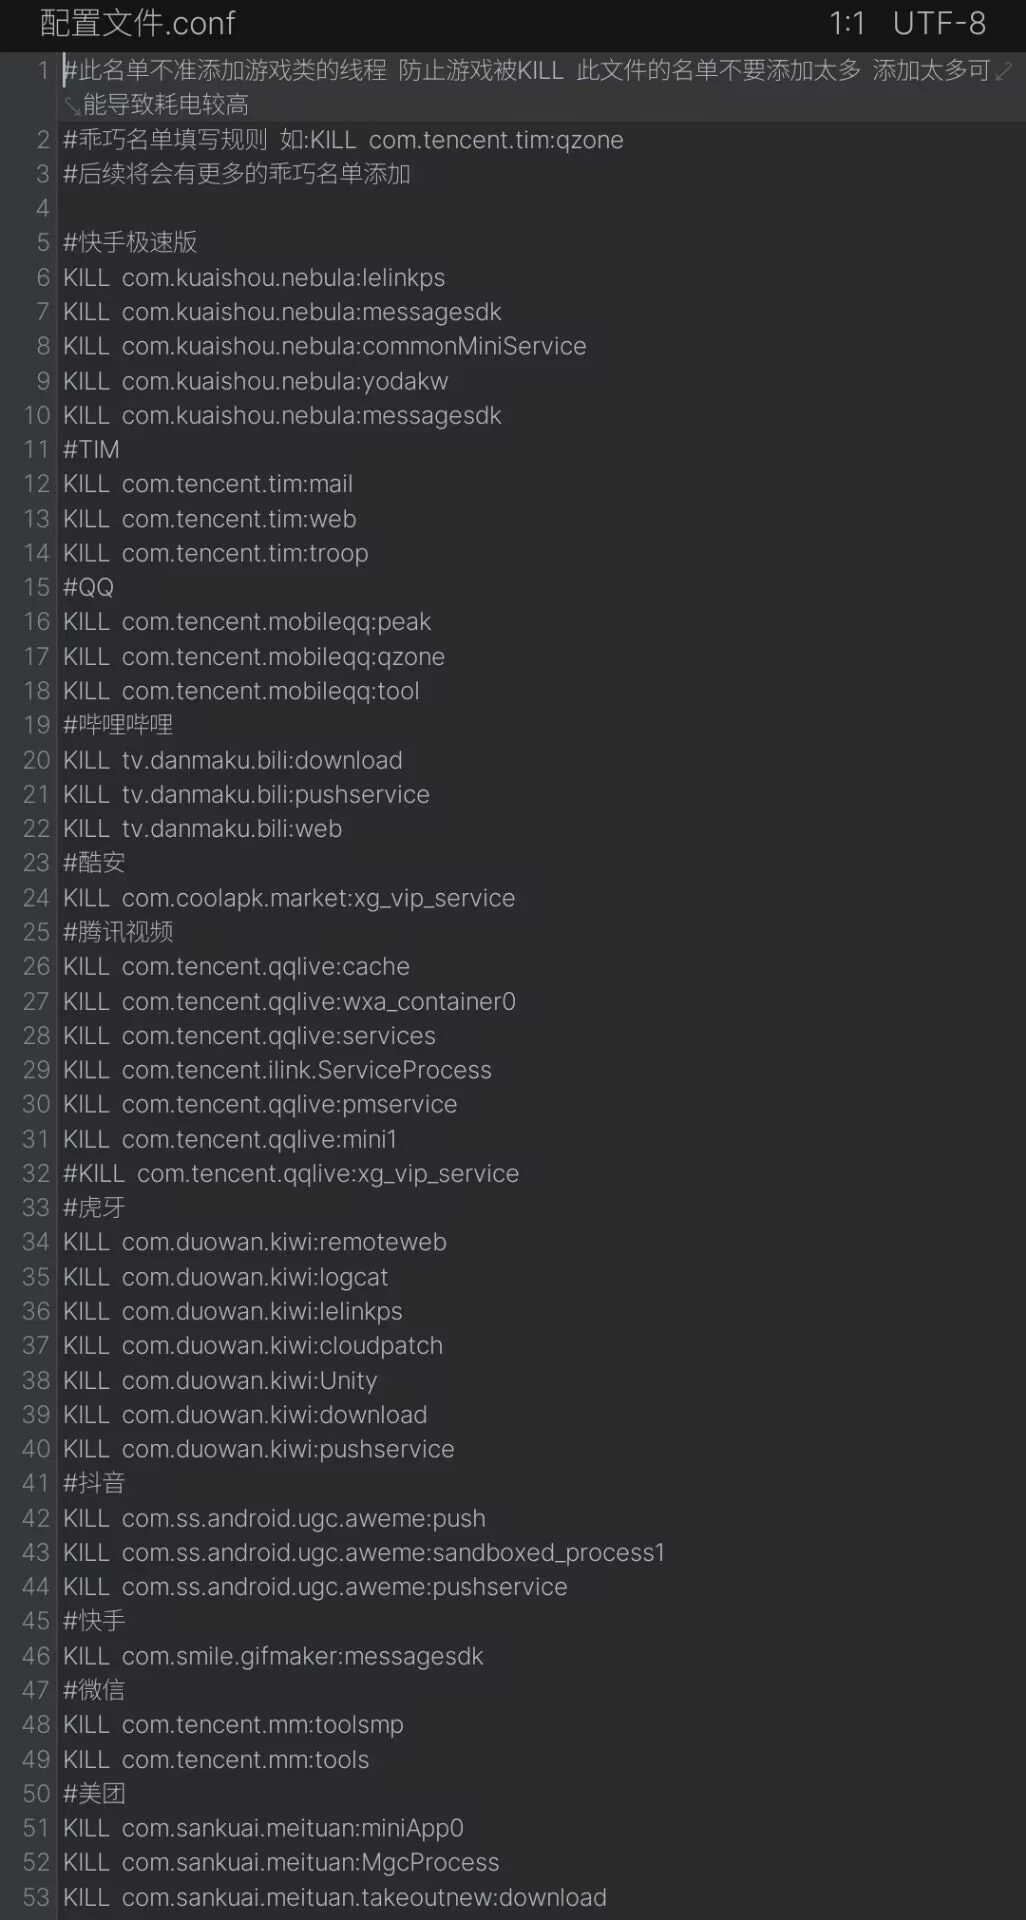 配置文件.conf 1:1 UTF-8
1 #此名单不准添加游戏类的线程 防止游戏被KILL 此文件的名单不要添加太多 添加太多可
能导致耗电较高
2 #乖巧名单填写规则 如:KILL com.tencent.tim:qzone
3 #后续将会有更多的乖巧名单添加
4
5 #快手极速版
6 KILL com.kuaishou.nebula:lelinkps
7 KILL com.kuaishou.nebula:messagesdk
8 KILL com.kuaishou.nebula:commonMiniService
9 KILL com.kuaishou.nebula:yodakw
10 KILL com.kuaishou.nebula:messagesdk
11 #TIM
12 KILL com.tencent.tim:mail
13 KILL com.tencent.tim:web
14 KILL com.tencent.tim:troop
15 #QQ
16 KILL com.tencent.mobileqq:peak
17 KILL com.tencent.mobileqq:qzone
18 KILL com.tencent.mobileqq:tool
19 #哔哩哔哩
20 KILL tv.danmaku.bili:download
21 KILL tv.danmaku.bili:pushservice
22 KILL tv.danmaku.bili:web
23 #酷安
24 KILL com.coolapk.market:xg_vip_service
25 #腾讯视频
26 KILL com.tencent.qqlive:cache
27 KILL com.tencent.qqlive:wxa_container0
28 KILL com.tencent.qqlive:services
29 KILL com.tencent.ilink.ServiceProcess
30 KILL com.tencent.qqlive:pmservice
31 KILL com.tencent.qqlive:mini1
32 #KILL com.tencent.qqlive:xg_vip_service
33 #虎牙
34 KILL com.duowan.kiwi:remoteweb
35 KILL com.duowan.kiwi:logcat
36 KILL com.duowan.kiwi:lelinkps
37 KILL com.duowan.kiwi:cloudpatch
38 KILL com.duowan.kiwi:Unity
39 KILL com.duowan.kiwi:download
40 KILL com.duowan.kiwi:pushservice
41 #抖音
42 KILL com.ss.android.ugc.aweme:push
43 KILL com.ss.android.ugc.aweme:sandboxed_process1
44 KILL com.ss.android.ugc.aweme:pushservice
45 #快手
46 KILL com.smile.gifmaker:messagesdk
47 #微信
48 KILL com.tencent.mm:toolsmp
49 KILL com.tencent.mm:tools
50 #美团
51 KILL com.sankuai.meituan:miniApp0
52 KILL com.sankuai.meituan:MgcProcess
53 KILL com.sankuai.meituan.takeoutnew:download